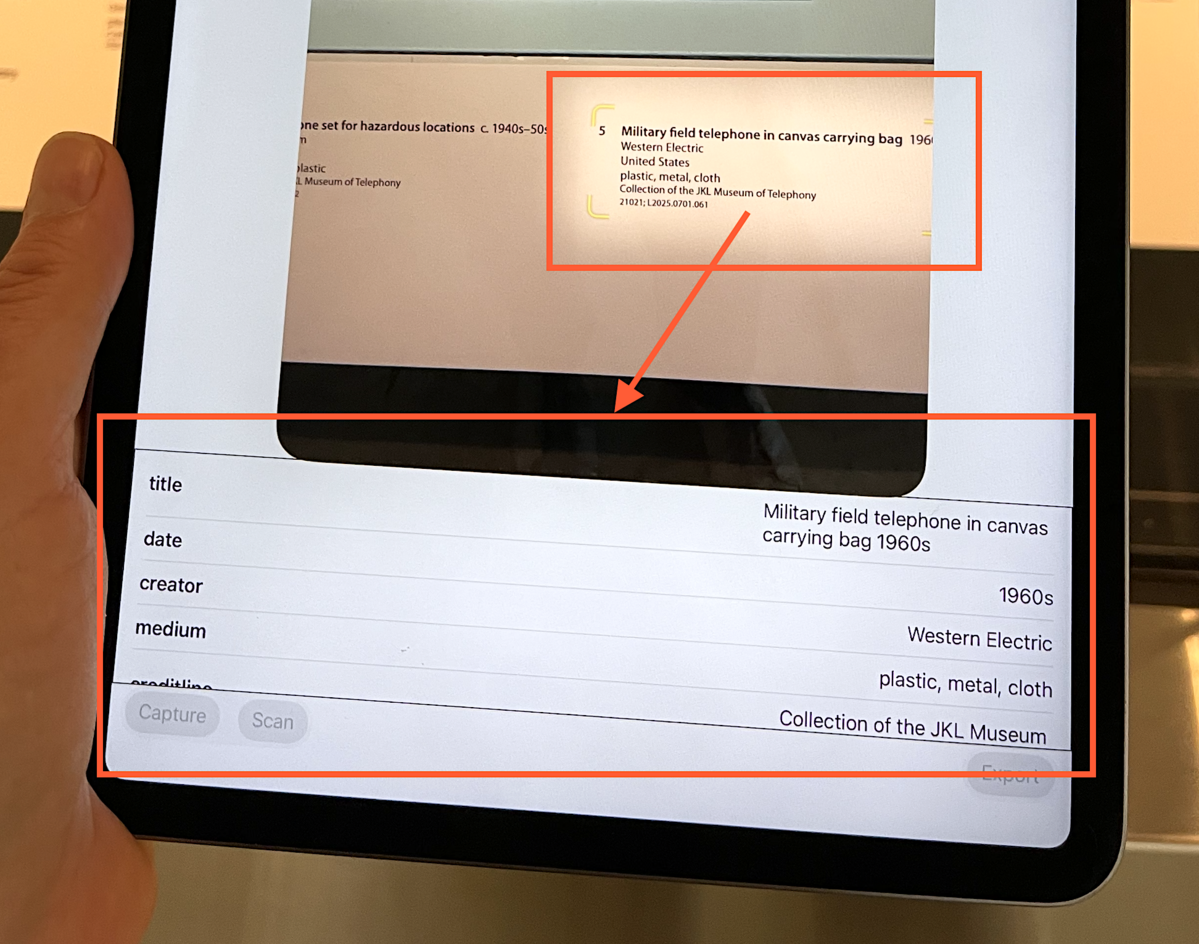 one set for hazardous locations c. 1940s–50s
m
plastic
KL Museum of Telephony
2
5 Military field telephone in canvas carrying bag 196
Western Electric
United States
plastic, metal, cloth
Collection of the JKL Museum of Telephony
21021; L2025.0701.061
title
Military field telephone in canvas
carrying bag 1960s
date
1960s
creator
Western Electric
medium
plastic, metal, cloth
creditline
Collection of the JKL Museum
Capture
Scan
Export